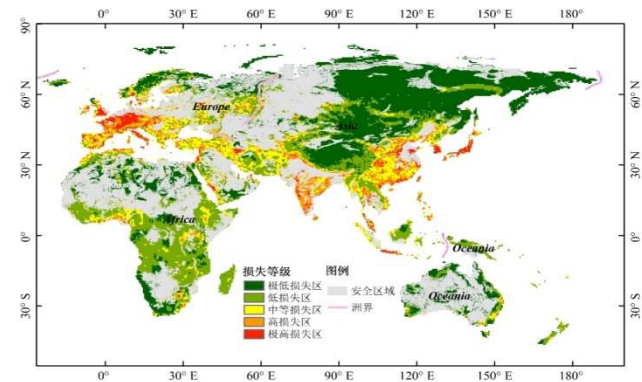 0°
30° E
60° E
90° E
120° E
150° E
180°
90°
60° N
30° N
0°
30° S
90°
60° N
30° N
0°
30° S
Europe
Asia
Africa
Oceania
Oceania
损失等级
极低损失区
低损失区
中等损失区
高损失区
极高损失区
图例
安全区域
洲界
0°
30° E
60° E
90° E
120° E
150° E
180°